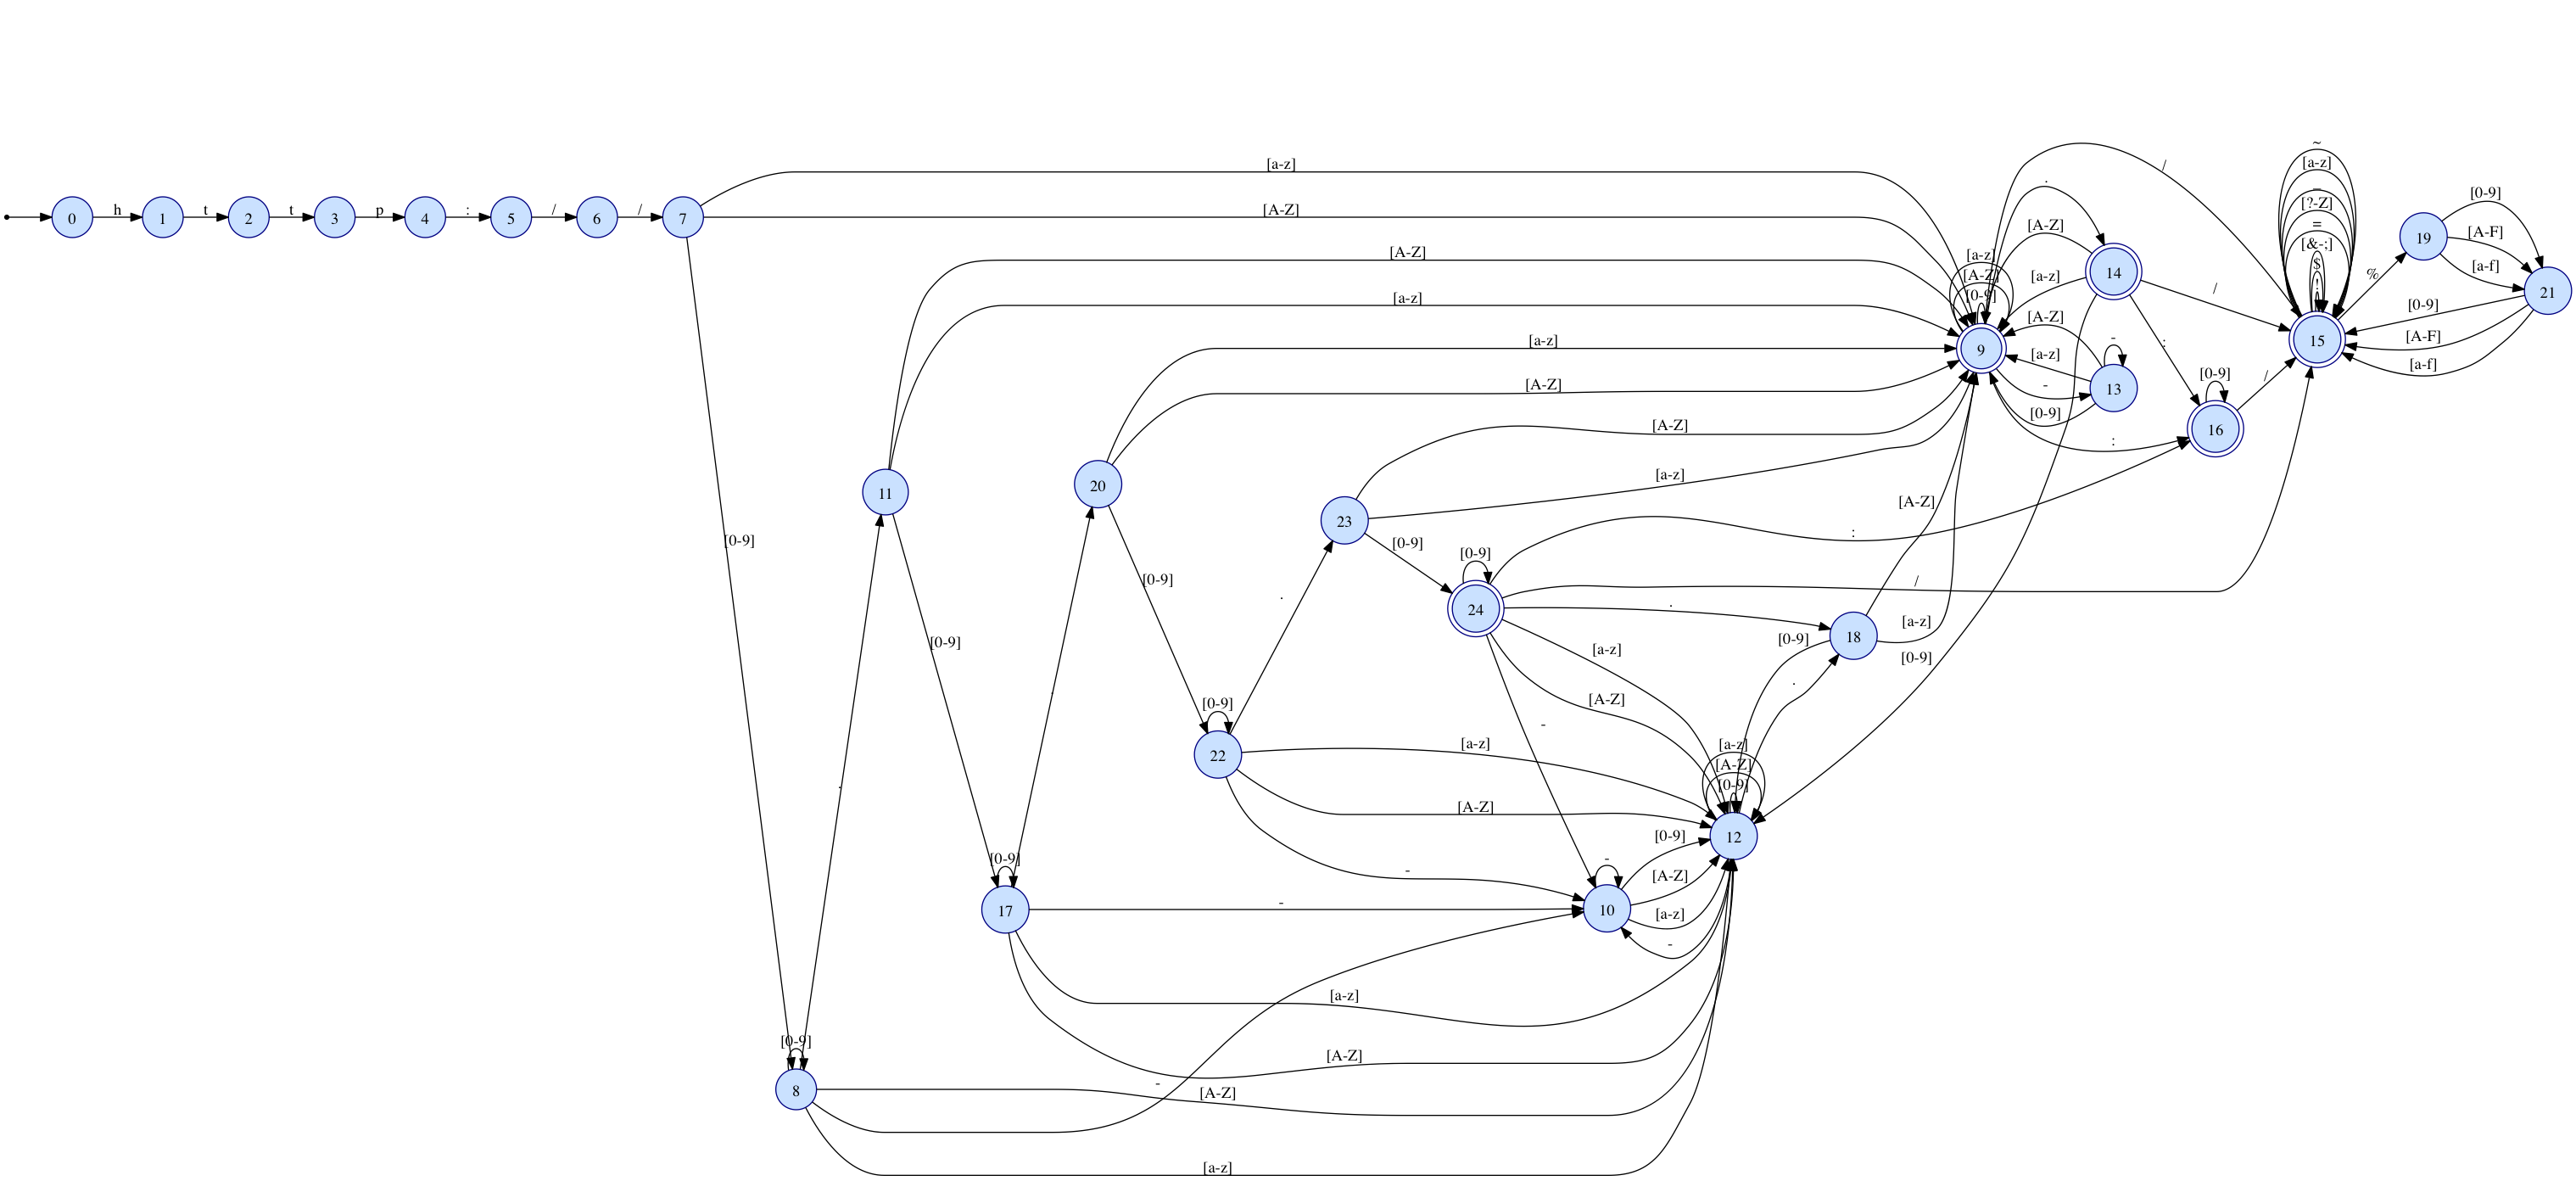 [a-z]
[A-Z]
0 h 1 t 2 t 3 p 4 : 5 / 6 / 7
[A-Z]
[a-z]
[a-z]
[A-Z]
[A-Z]
[a-z]
11
20
23
[0-9]
[0-9]
[0-9]
[0-9]
[0-9]
24
:
/
.
.
[0-9]
22
[a-z]
[A-Z]
-
[a-z]
[A-Z]
-
.
.
.
[0-9]
17
-
[a-z]
[A-Z]
[0-9]
8
-
[A-Z]
[a-z]
18
[A-Z]
[a-z]
[0-9]
.
[0-9]
[a-z]
[A-Z]
[0-9]
12
-
10
[0-9]
[A-Z]
[a-z]
-
/
.
[A-Z]
[a-z]
14
/
:
[a-z]
[A-Z]
[0-9]
9
[A-Z]
[a-z]
-
[0-9]
-
13
:
[0-9]
16
/
~
[a-z]
_
[?-Z]
=
[&-;]
$
!
15
%
19
[0-9]
[A-F]
[a-f]
21
[0-9]
[A-F]
[a-f]